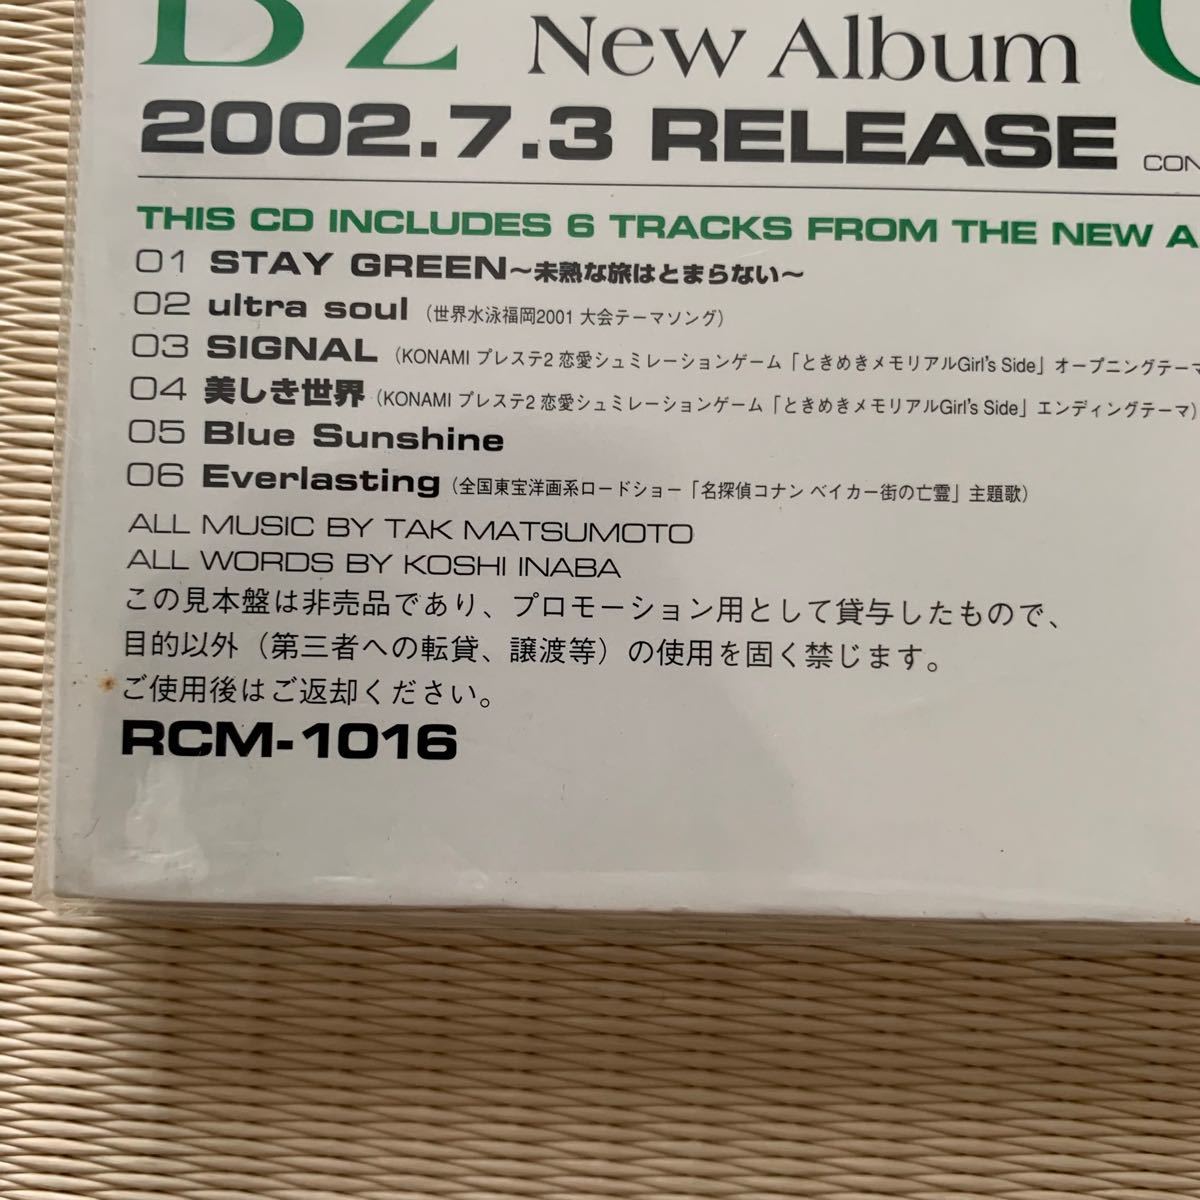 B'z New Album
2002.7.3 RELEASE
THIS CD INCLUDES 6 TRACKS FROM THE NEW
01 STAY GREEN～未熟な旅はとまらない～
02 ultra soul（世界水泳福岡2001 大会テーマソング）
03 SIGNAL（KONAMI プレステ2 恋愛シュミレーションゲーム「ときめきメモリアルGirl's Side」オープニングテーマ
04 美しき世界（KONAMI プレステ2 恋愛シュミレーションゲーム「ときめきメモリアルGirl's Side」エンディングテーマ）
05 Blue Sunshine
06 Everlasting（全国東宝洋画系ロードショー「名探偵コナン ベイカー街の亡霊」主題歌）
ALL MUSIC BY TAK MATSUMOTO
ALL WORDS BY KOSHI INABA
この見本盤は非売品であり、プロモーション用として貸与したもので、
目的以外（第三者への転貸、譲渡等）の使用を固く禁じます。
ご使用後はご返却ください。
RCM-1016